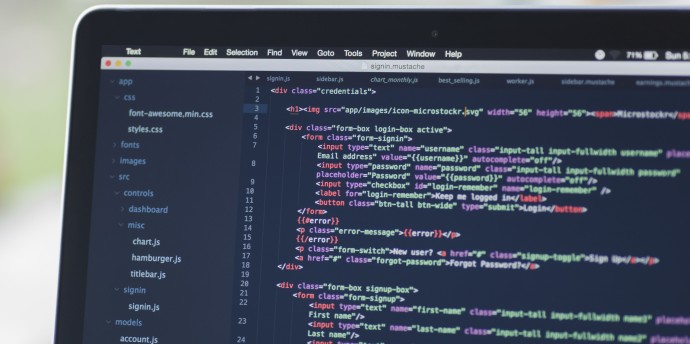 Text File Edit Selection Find View Goto Tools Project Window Help 71% Sun 8
signin.mustache
signin.js sidebar.js chart_monthly.js best_selling.js worker.js sidebar.mustache earnings.mustache
app
css
font-awesome.min.css
styles.css
fonts
images
src
controls
dashboard
misc
chart.js
hamburger.js
titlebar.js
signin
signin.js
models
account.js
1 <div class="credentials">
2
3 <h1><img src="app/images/icon-microstockr.svg" width="56" height="56"><span>Microstockr</sp
4
5 <div class="form-box login-box active">
6 <form class="form-signin">
7 <input type="text" name="username" class="input-tall input-fullwidth username" place
Email address" value="{{username}}" autocomplete="off"/>
8 <input type="password" name="password" class="input-tall input-fullwidth password"
placeholder="Password" value="{{password}}" autocomplete="off"/>
9 <input type="checkbox" id="login-remember" name="login-remember" />
10 <label for="login-remember">Keep me logged in</label>
11 <button class="btn-tall btn-wide" type="submit">Login</button>
12 </form>
13 {{#error}}
14 <p class="error-message">{{error}}</p>
15 {{/error}}
16 <p class="form-switch">New user? <a href="#" class="signup-toggle">Sign Up</a></p>
17 <a href="#" class="forgot-password">Forgot Password?</a>
18 </div>
19
20 <div class="form-box signup-box">
21 <form class="form-signup">
22 <input type="text" name="first-name" class="input-tall input-fullwidth name1" placehold
First name"/>
23 <input type="text" name="last-name" class="input-tall input-fullwidth name2" placehold
Last name"/>
24 <input type=